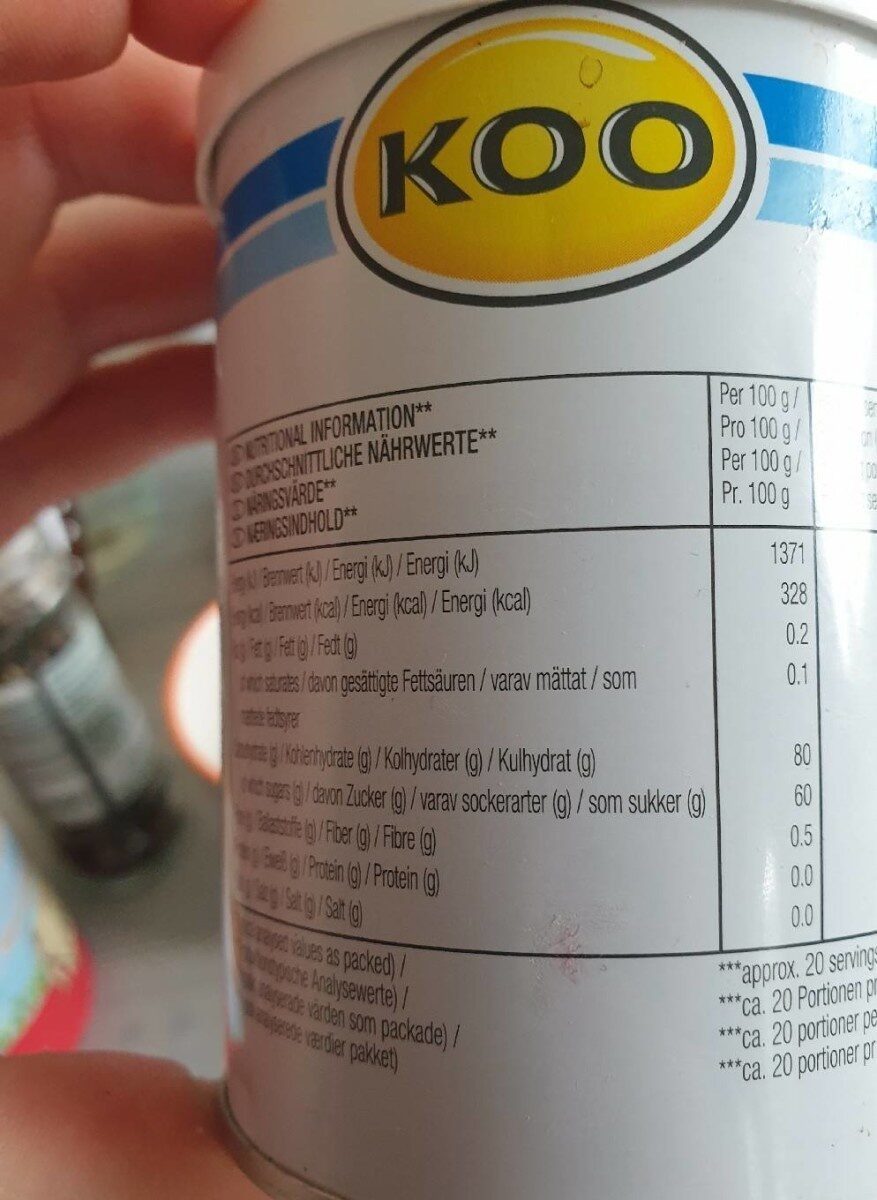 KOO
NUTRITIONAL INFORMATION**
DURCHSCHNITTLICHE NÄHRWERTE**
NÄRINGSVÄRDE**
NÆRINGSINDHOLD**
Per 100 g /
Pro 100 g /
Per 100 g /
Pr. 100 g
Brennwert (kJ) / Energi (kJ) / Energi (kJ) 1371
Brennwert (kcal) / Energi (kcal) / Energi (kcal) 328
Fett (g) / Fett (g) / Fedt (g) 0.2
of which saturates / davon gesättigte Fettsäuren / varav mättat / som 0.1
mættede fedtsyrer
(g) / Kohlenhydrate (g) / Kolhydrater (g) / Kulhydrat (g) 80
of which sugars (g) / davon Zucker (g) / varav sockerarter (g) / som sukker (g) 60
Ballaststoffe (g) / Fiber (g) / Fibre (g) 0.5
Eiweiß (g) / Protein (g) / Protein (g) 0.0
Salz (g) / Salt (g) / Salt (g) 0.0
analysed values as packed) /
Analysewerte) /
analyserade värden som packade) /
analyserede værdier pakket)
***approx. 20 servings
***ca. 20 Portionen pr
***ca. 20 portioner pe
***ca. 20 portioner pr